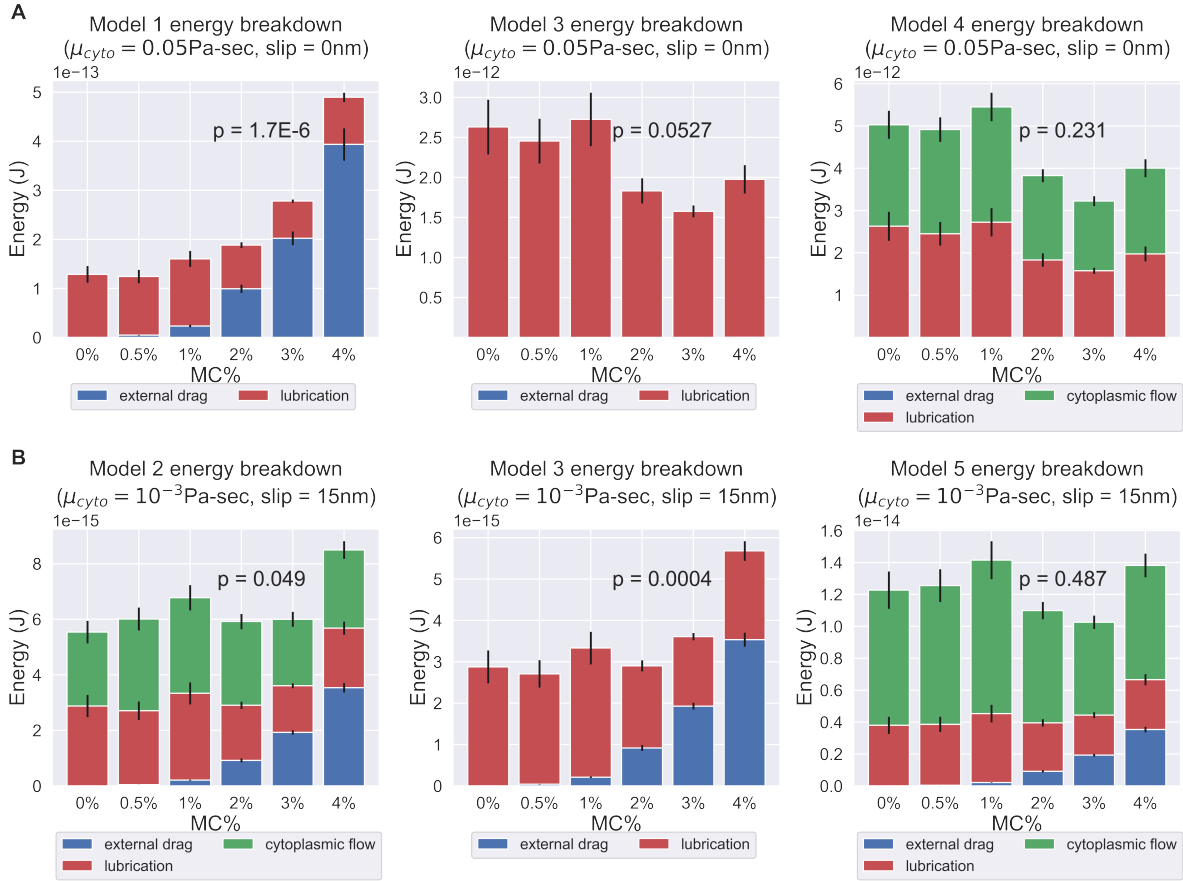 A
Model 1 energy breakdown
(μcyto = 0.05Pa-sec, slip = 0nm)
1e−13
Energy (J)
5
4
3
2
1
0
p = 1.7E-6
0% 0.5% 1% 2% 3% 4%
MC%
external drag lubrication
Model 3 energy breakdown
(μcyto = 0.05Pa-sec, slip = 0nm)
1e−12
Energy (J)
3.0
2.5
2.0
1.5
1.0
0.5
p = 0.0527
0% 0.5% 1% 2% 3% 4%
MC%
external drag lubrication
Model 4 energy breakdown
(μcyto = 0.05Pa-sec, slip = 0nm)
1e−12
Energy (J)
6
5
4
3
2
1
p = 0.231
0% 0.5% 1% 2% 3% 4%
MC%
external drag cytoplasmic flow
lubrication
B
Model 2 energy breakdown
(μcyto = 10−3Pa-sec, slip = 15nm)
1e−15
Energy (J)
8
6
4
2
0
p = 0.049
0% 0.5% 1% 2% 3% 4%
MC%
external drag cytoplasmic flow
lubrication
Model 3 energy breakdown
(μcyto = 10−3Pa-sec, slip = 15nm)
1e−15
Energy (J)
6
5
4
3
2
1
0
p = 0.0004
0% 0.5% 1% 2% 3% 4%
MC%
external drag lubrication
Model 5 energy breakdown
(μcyto = 10−3Pa-sec, slip = 15nm)
1e−14
Energy (J)
1.6
1.4
1.2
1.0
0.8
0.6
0.4
0.2
0.0
p = 0.487
0% 0.5% 1% 2% 3% 4%
MC%
external drag cytoplasmic flow
lubrication